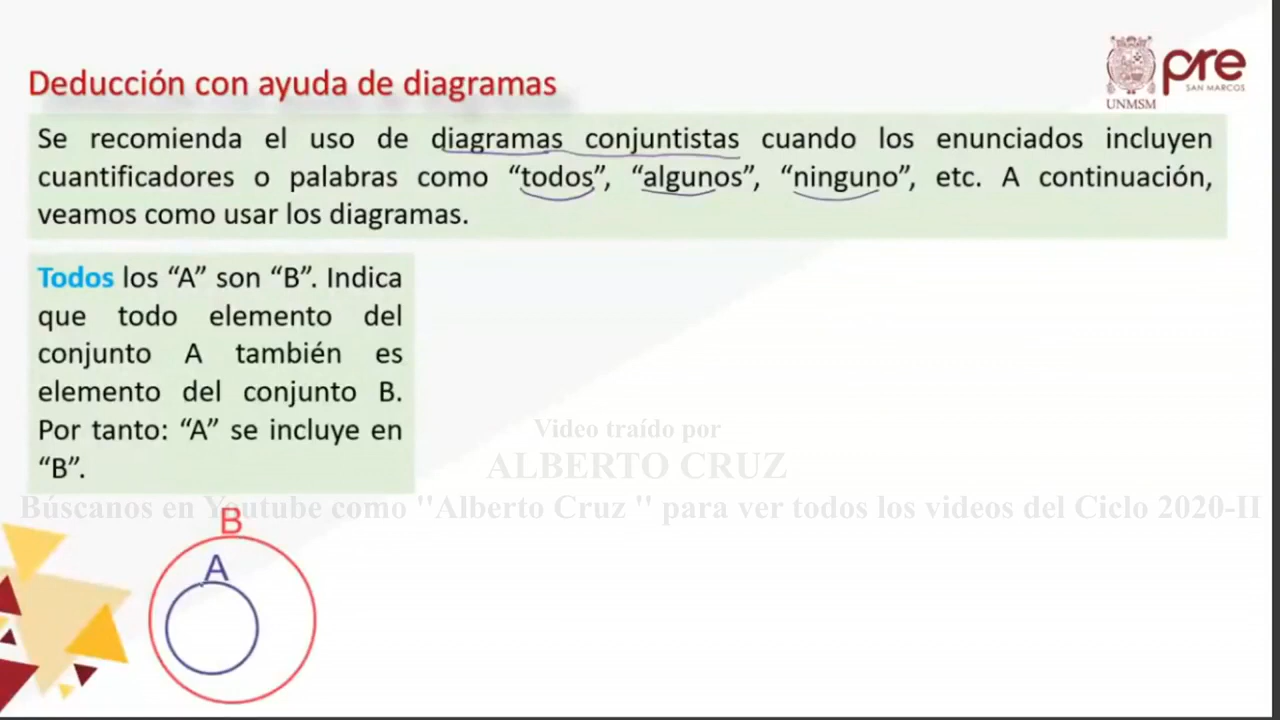 Deducción con ayuda de diagramas
UNMSM
pre
SAN MARCOS
Se recomienda el uso de diagramas conjuntistas cuando los enunciados incluyen
cuantificadores o palabras como “todos”, “algunos”, “ninguno”, etc. A continuación,
veamos como usar los diagramas.
Todos los “A” son “B”. Indica
que todo elemento del
conjunto A también es
elemento del conjunto B.
Por tanto: “A” se incluye en
“B”.
Video traído por
ALBERTO CRUZ
Búscanos en Youtube como ''Alberto Cruz '' para ver todos los videos del Ciclo 2020-II
B
A